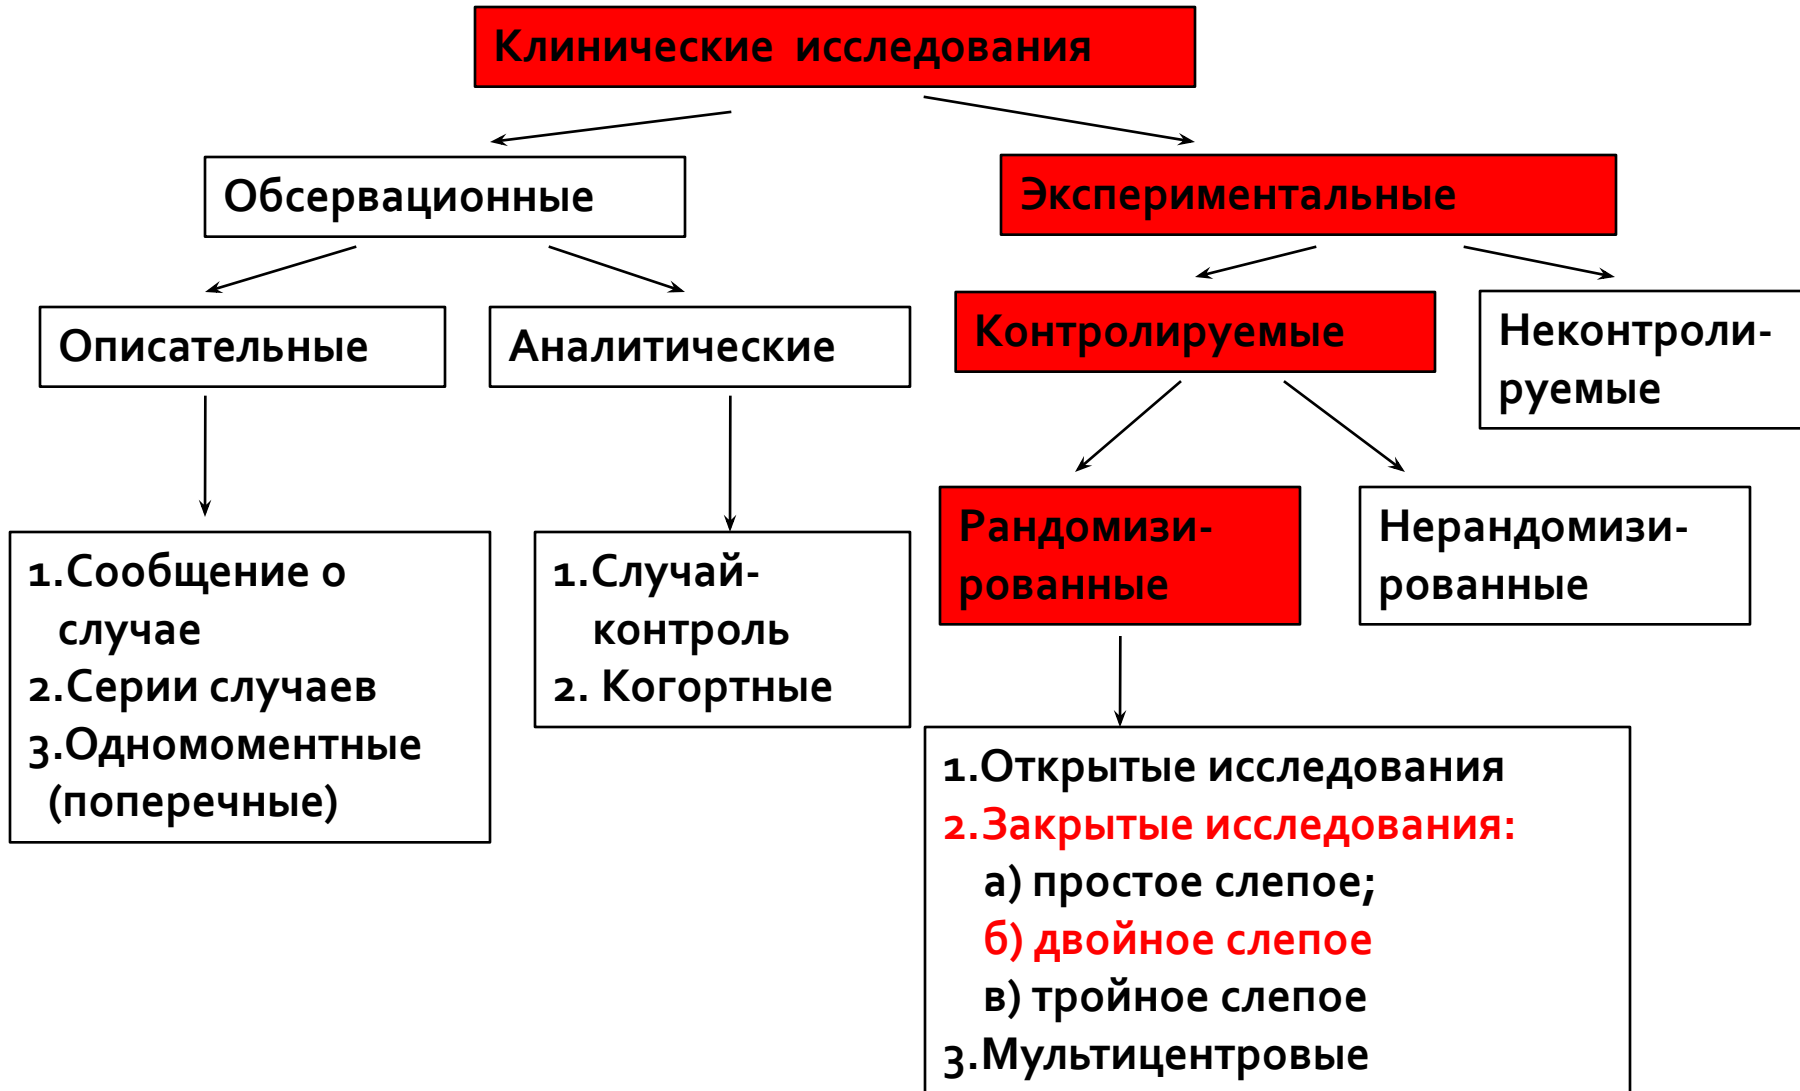 Клинические исследования
Обсервационные
Экспериментальные
Описательные
Аналитические
Контролируемые
Неконтроли-
руемые
Рандомизи-
рованные
Нерандомизи-
рованные
1.Сообщение о
случае
2.Серии случаев
3.Одномоментные
(поперечные)
1.Случай-
контроль
2. Когортные
1.Открытые исследования
2.Закрытые исследования:
а) простое слепое;
б) двойное слепое
в) тройное слепое
3.Мультицентровые